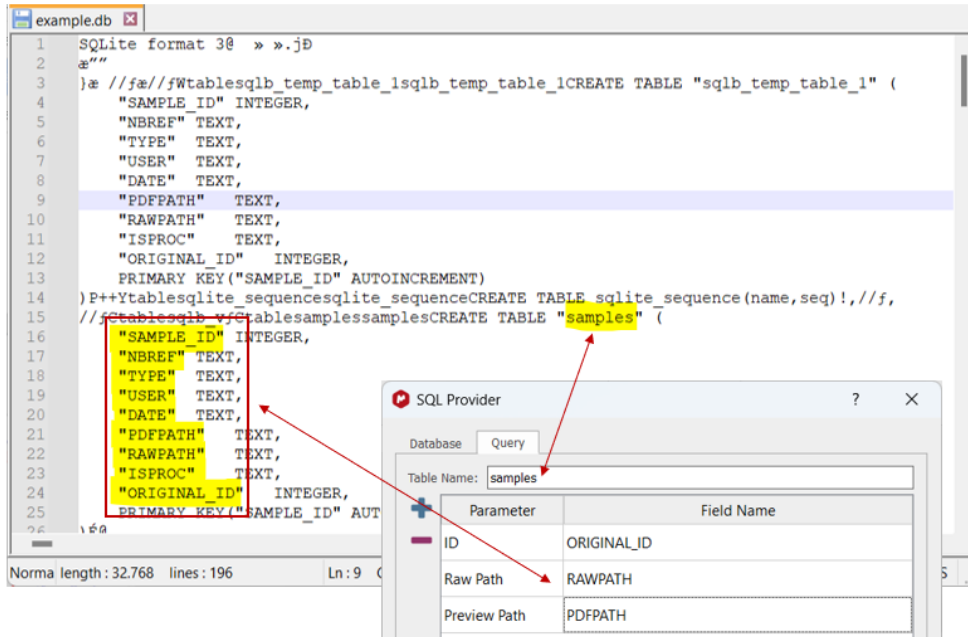 example.db
1 SQLite format 3@ » ».jÐ
2 æ””
3 }æ //ƒæ//ƒWtablesqlb_temp_table_1sqlb_temp_table_1CREATE TABLE "sqlb_temp_table_1" (
4 "SAMPLE_ID" INTEGER,
5 "NBREF" TEXT,
6 "TYPE" TEXT,
7 "USER" TEXT,
8 "DATE" TEXT,
9 "PDFPATH" TEXT,
10 "RAWPATH" TEXT,
11 "ISPROC" TEXT,
12 "ORIGINAL_ID" INTEGER,
13 PRIMARY KEY("SAMPLE_ID" AUTOINCREMENT)
14 )P++Ytablesqlite_sequencesqlite_sequenceCREATE TABLE sqlite_sequence(name,seq)!,//ƒ,
15 //ƒCtablesqlb_vƒCtablesamplessamplesCREATE TABLE "samples" (
16 "SAMPLE_ID" INTEGER,
17 "NBREF" TEXT,
18 "TYPE" TEXT,
19 "USER" TEXT,
20 "DATE" TEXT,
21 "PDFPATH" TEXT,
22 "RAWPATH" TEXT,
23 "ISPROC" TEXT,
24 "ORIGINAL_ID" INTEGER,
25 PRIMARY KEY("SAMPLE_ID" AUT
26
Norma length : 32.768 lines : 196 Ln : 9
SQL Provider ? ×
Database Query
Table Name: samples
Parameter Field Name
ID ORIGINAL_ID
Raw Path RAWPATH
Preview Path PDFPATH